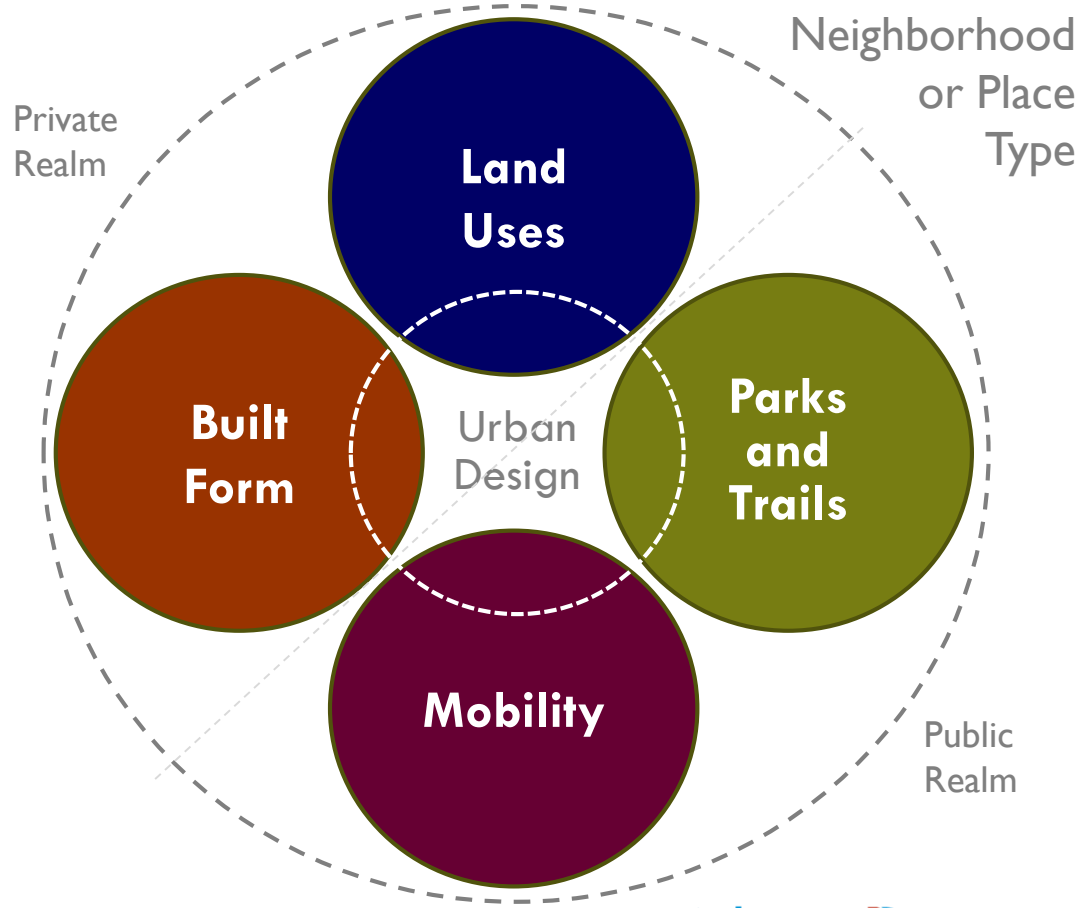 Neighborhood
or Place
Type
Private
Realm
Land
Uses
Built
Form
Urban
Design
Parks
and
Trails
Mobility
Public
Realm